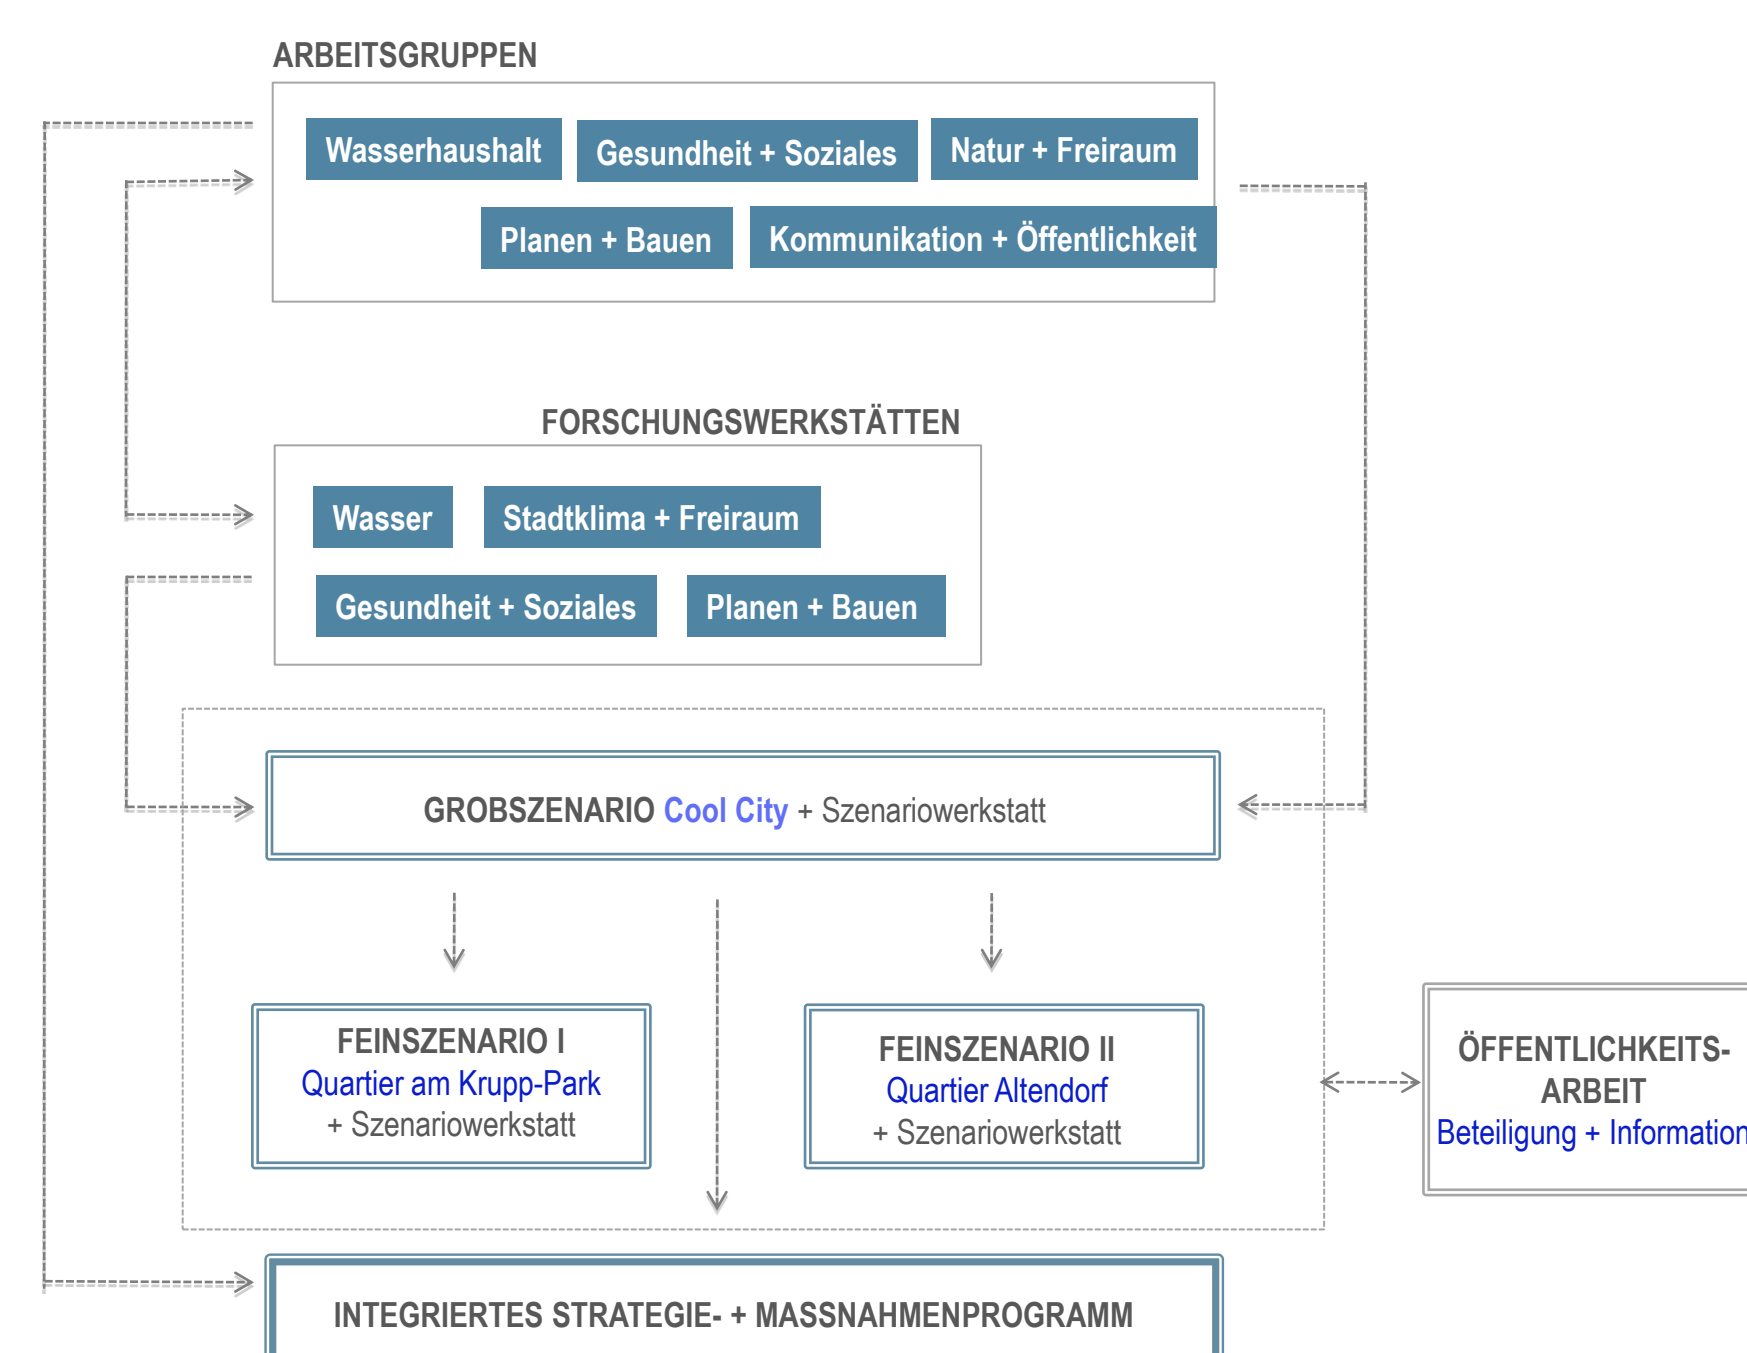 ARBEITSGRUPPEN
Wasserhaushalt
Gesundheit + Soziales
Natur + Freiraum
Planen + Bauen
Kommunikation + Öffentlichkeit
FORSCHUNGSWERKSTÄTTEN
Wasser
Stadtklima + Freiraum
Gesundheit + Soziales
Planen + Bauen
GROBSZENARIO Cool City + Szenariowerkstatt
FEINSZENARIO I
Quartier am Krupp-Park
+ Szenariowerkstatt
FEINSZENARIO II
Quartier Altendorf
+ Szenariowerkstatt
ÖFFENTLICHKEITS-
ARBEIT
Beteiligung + Information
INTEGRIERTES STRATEGIE- + MASSNAHMENPROGRAMM